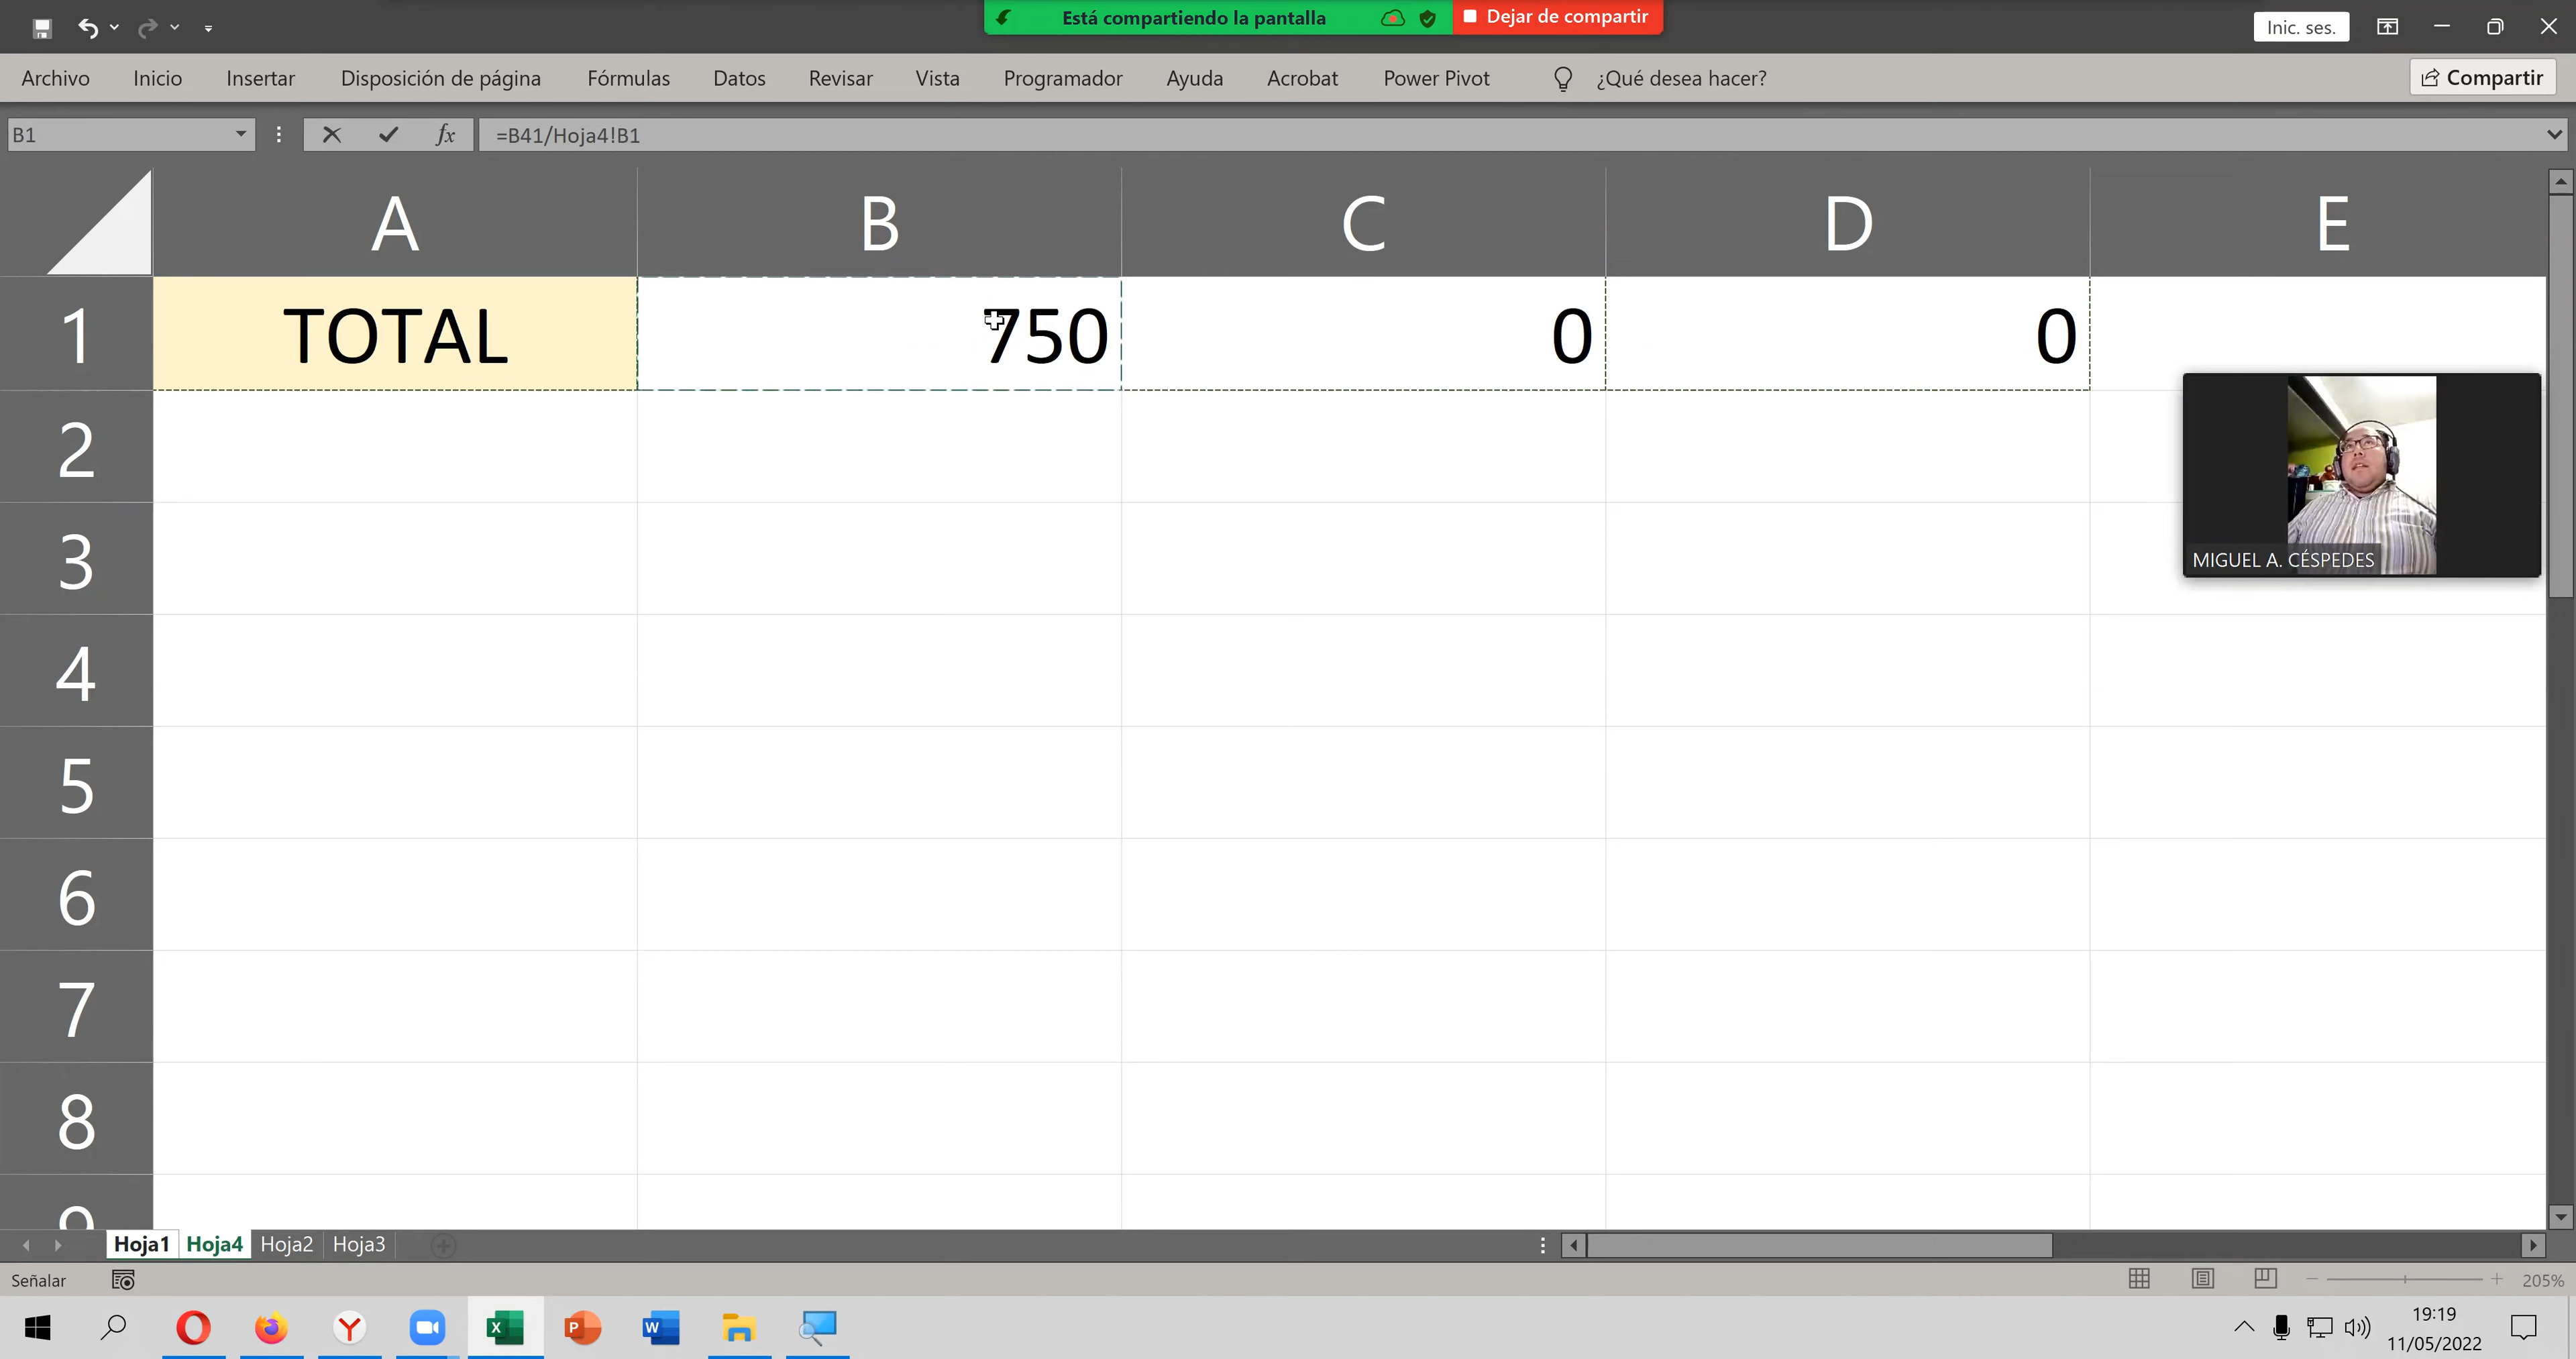 Está compartiendo la pantalla
Dejar de compartir
Inic. ses.
Archivo Inicio Insertar Disposición de página Fórmulas Datos Revisar Vista Programador Ayuda Acrobat Power Pivot ¿Qué desea hacer? Compartir
B1 fx =B41/Hoja4!B1
A B C D E
1 TOTAL 750 0 0
2
MIGUEL A. CÉSPEDES
3
4
5
6
7
8
9
Hoja1 Hoja4 Hoja2 Hoja3
Señalar 205%
19:19
11/05/2022